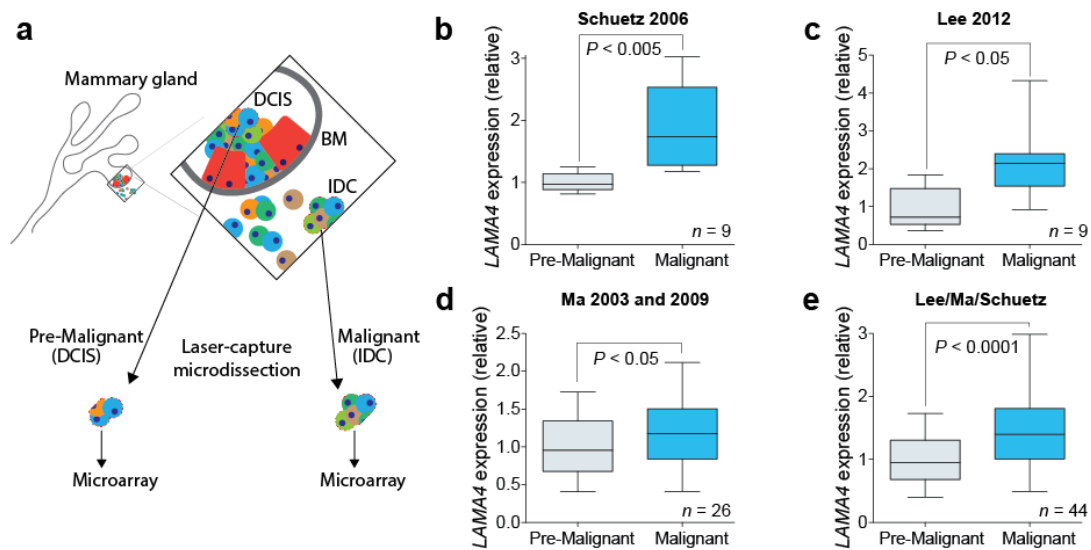 a
Mammary gland
DCIS
BM
IDC
Pre-Malignant
(DCIS)
Laser-capture
microdissection
Malignant
(IDC)
Microarray
Microarray
b
Schuetz 2006
LAMA4 expression (relative)
3
2
1
0
P < 0.005
n = 9
Pre-Malignant
Malignant
c
Lee 2012
LAMA4 expression (relative)
5
4
3
2
1
0
P < 0.05
n = 9
Pre-Malignant
Malignant
d
Ma 2003 and 2009
LAMA4 expression (relative)
2.5
2.0
1.5
1.0
0.5
0.0
P < 0.05
n = 26
Pre-Malignant
Malignant
e
Lee/Ma/Schuetz
LAMA4 expression (relative)
3
2
1
0
P < 0.0001
n = 44
Pre-Malignant
Malignant